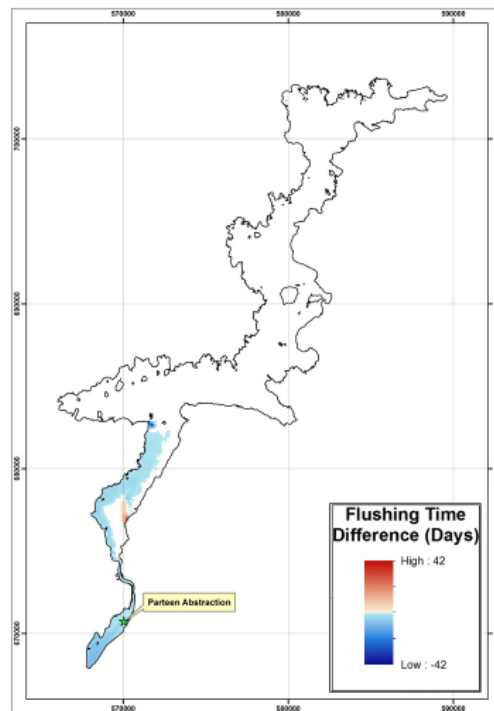 570000 580000 590000
700000
690000
680000
670000
Parteen Abstraction
Flushing Time
Difference (Days)
High : 42
Low : -42
570000 580000 590000